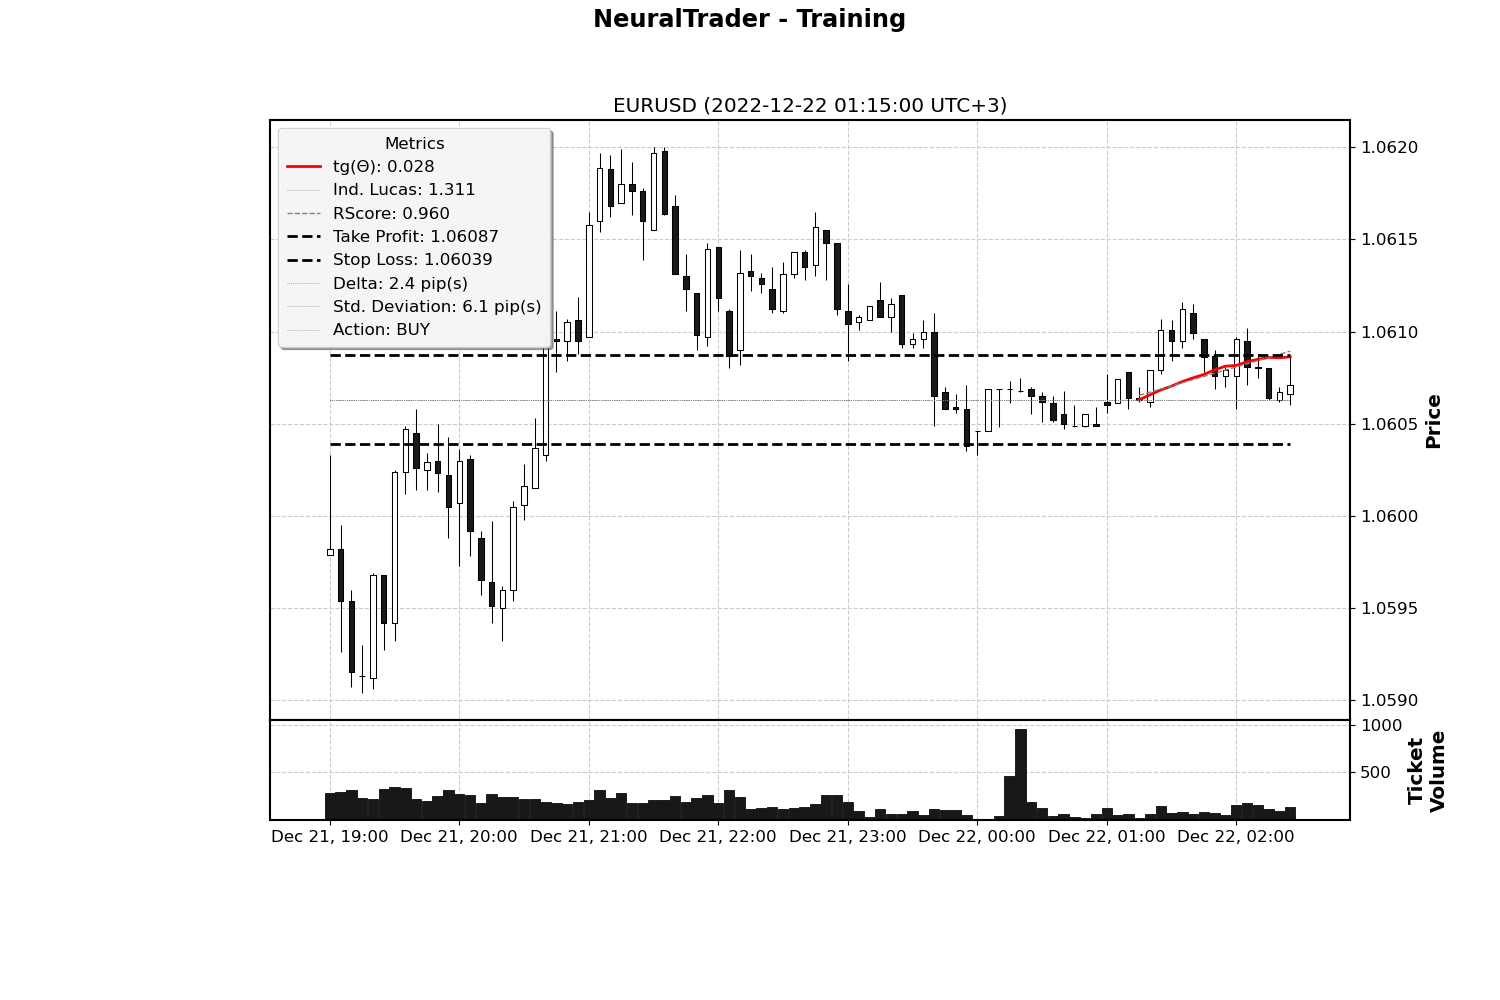 NeuralTrader - Training
EURUSD (2022-12-22 01:15:00 UTC+3)
Metrics
tg(Θ): 0.028
Ind. Lucas: 1.311
RScore: 0.960
Take Profit: 1.06087
Stop Loss: 1.06039
Delta: 2.4 pip(s)
Std. Deviation: 6.1 pip(s)
Action: BUY
1.0620
1.0615
1.0610
1.0605
1.0600
1.0595
1.0590
Price
1000
500
Ticket
Volume
Dec 21, 19:00 Dec 21, 20:00 Dec 21, 21:00 Dec 21, 22:00 Dec 21, 23:00 Dec 22, 00:00 Dec 22, 01:00 Dec 22, 02:00